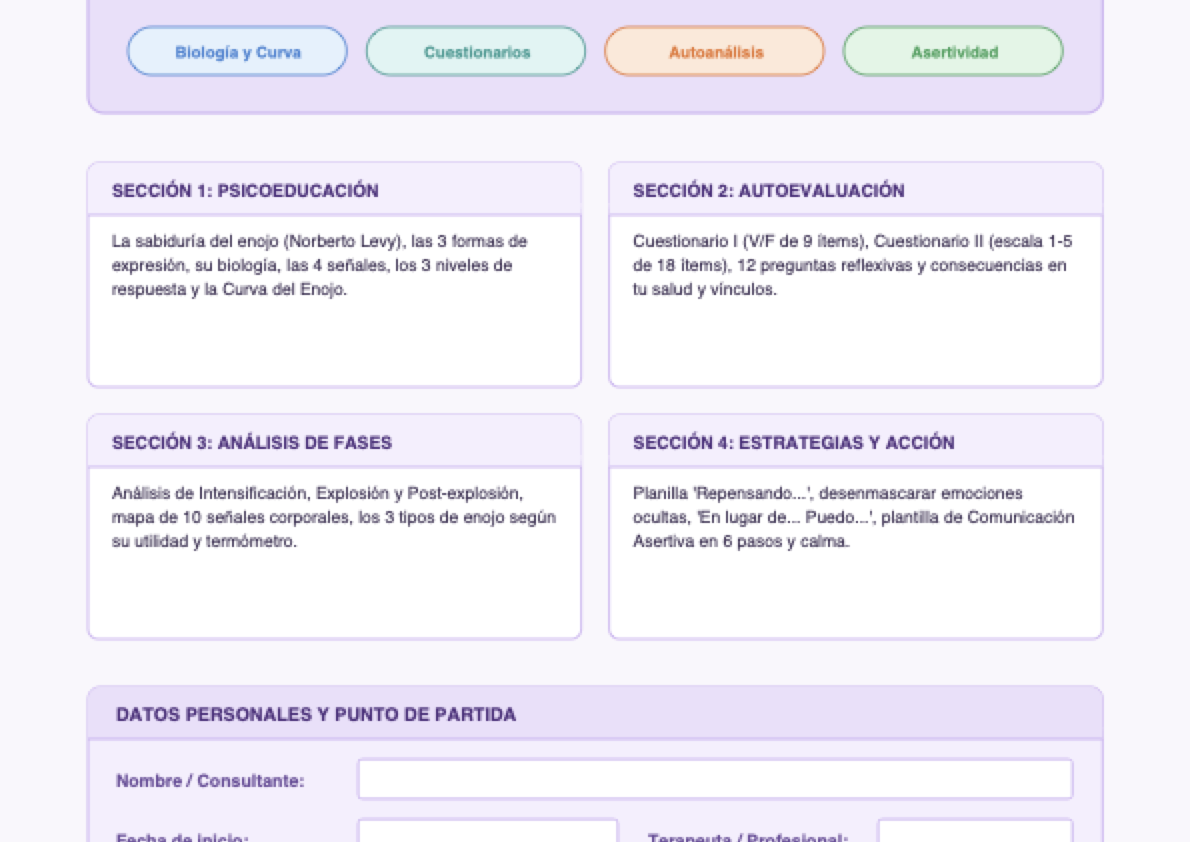 Biología y Curva
Cuestionarios
Autoanálisis
Asertividad
SECCIÓN 1: PSICOEDUCACIÓN
La sabiduría del enojo (Norberto Levy), las 3 formas de
expresión, su biología, las 4 señales, los 3 niveles de
respuesta y la Curva del Enojo.
SECCIÓN 2: AUTOEVALUACIÓN
Cuestionario I (V/F de 9 ítems), Cuestionario II (escala 1-5
de 18 ítems), 12 preguntas reflexivas y consecuencias en
tu salud y vínculos.
SECCIÓN 3: ANÁLISIS DE FASES
Análisis de Intensificación, Explosión y Post-explosión,
mapa de 10 señales corporales, los 3 tipos de enojo según
su utilidad y termómetro.
SECCIÓN 4: ESTRATEGIAS Y ACCIÓN
Planilla 'Repensando...', desenmascarar emociones
ocultas, 'En lugar de... Puedo...', plantilla de Comunicación
Asertiva en 6 pasos y calma.
DATOS PERSONALES Y PUNTO DE PARTIDA
Nombre / Consultante:
Fecha de inicio:
Terapeuta / Profesional: